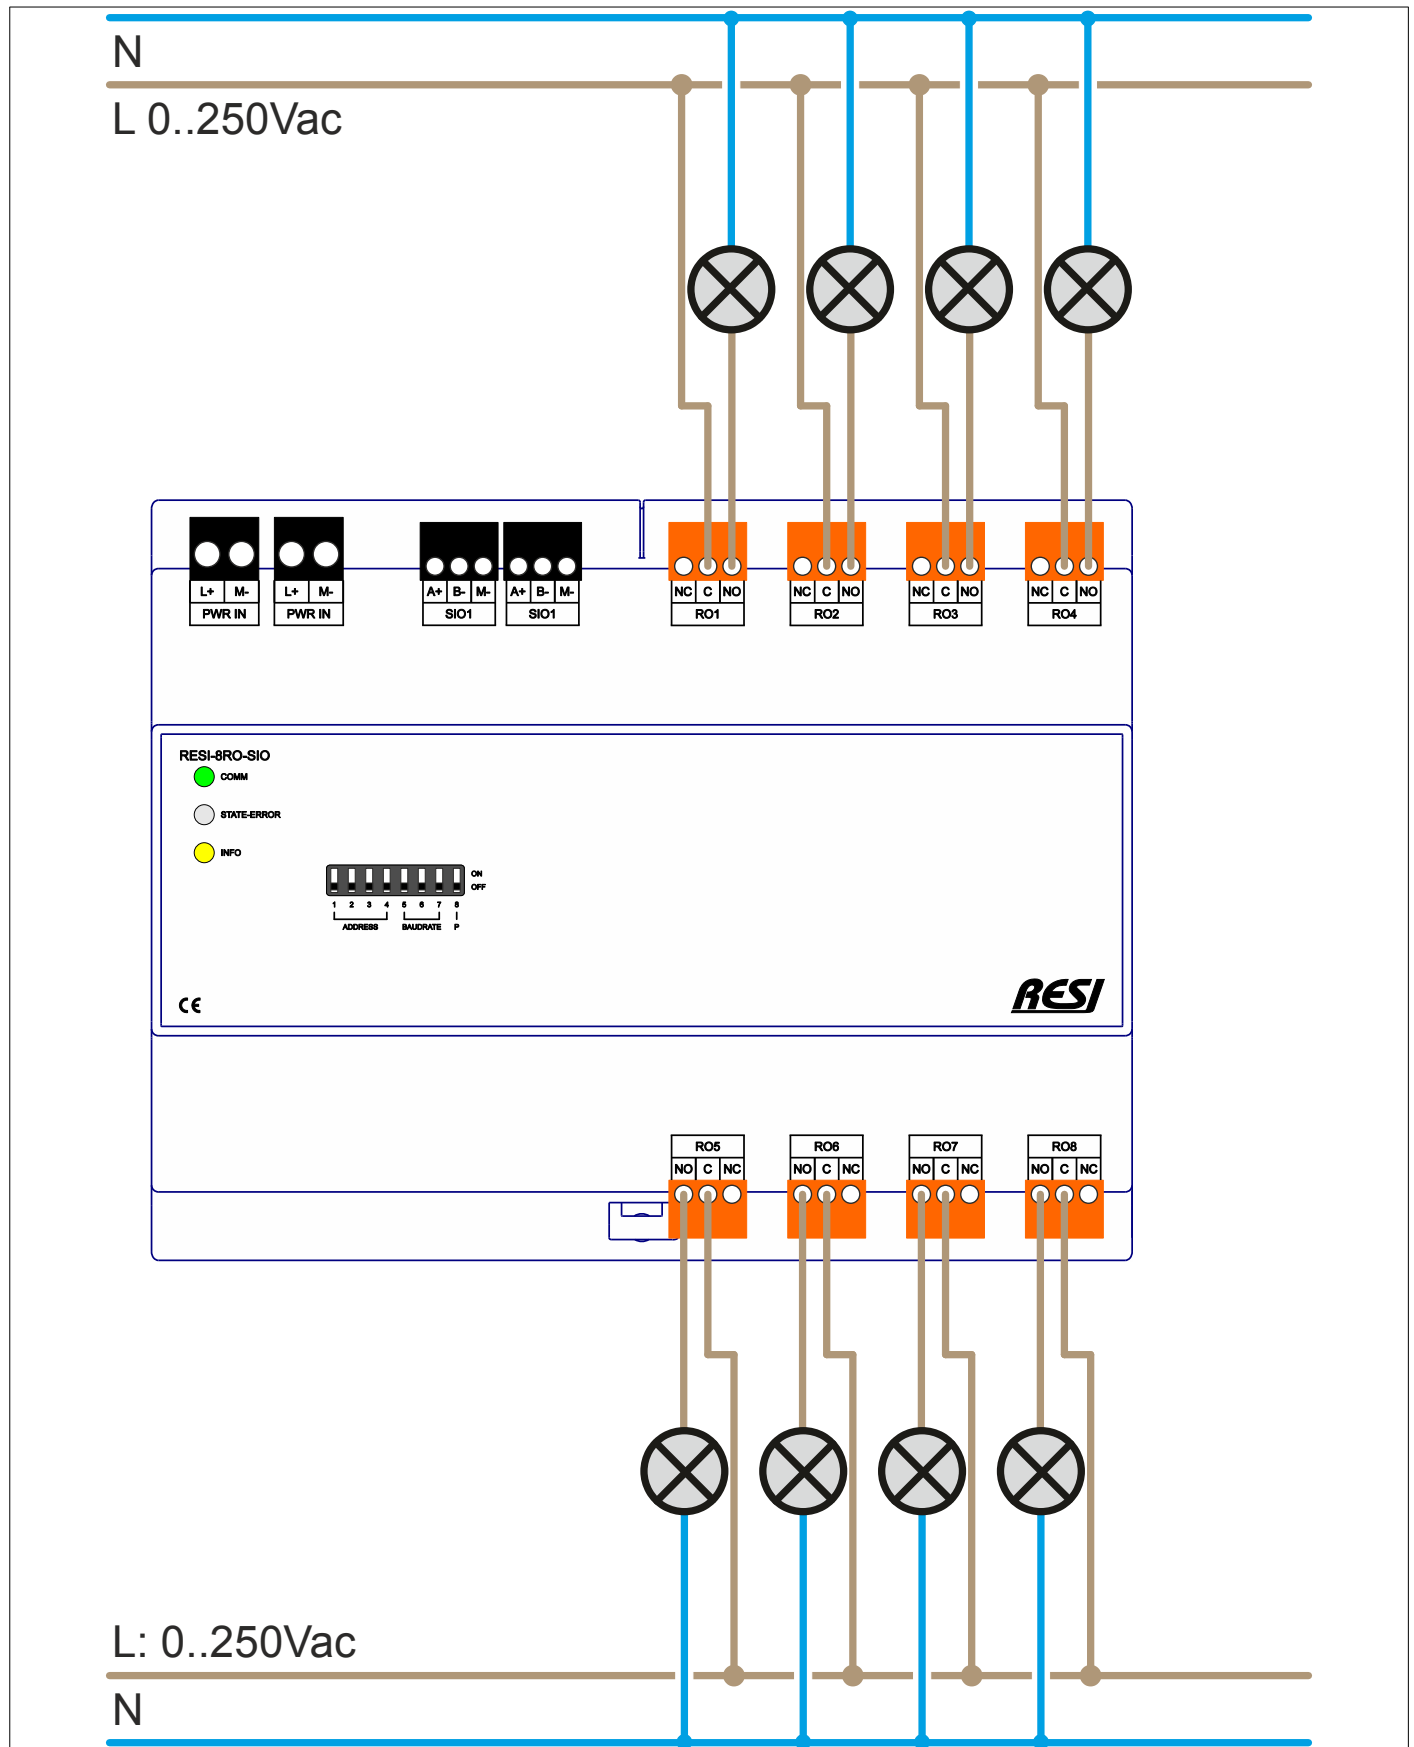 N
L 0..250Vac
L+ M- L+ M- A+ B- M- A+ B- M- NC C NO NC C NO NC C NO NC C NO
PWR IN PWR IN SIO1 SIO1 RO1 RO2 RO3 RO4
RESI-8RO-SIO
COMM
STATE-ERROR
INFO
ON
OFF
1 2 3 4 5 6 7 8
ADDRESS BAUDRATE P
CE RESI
RO5 RO6 RO7 RO8
NO C NC NO C NC NO C NC NO C NC
L: 0..250Vac
N